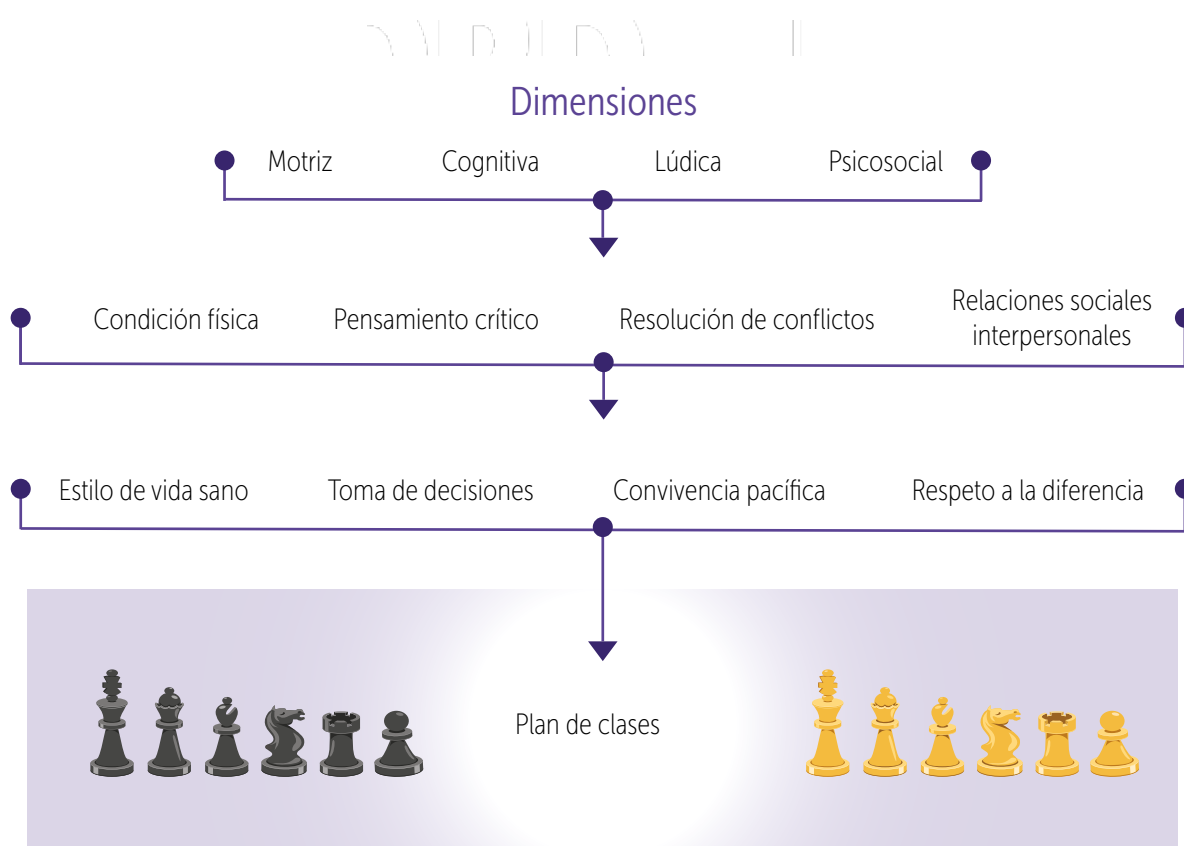 Dimensiones
Motriz Cognitiva Lúdica Psicosocial
Condición física Pensamiento crítico Resolución de conflictos Relaciones sociales
interpersonales
Estilo de vida sano Toma de decisiones Convivencia pacífica Respeto a la diferencia
Plan de clases